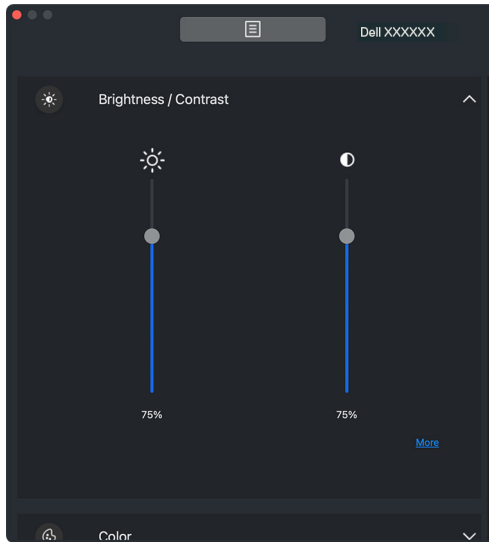 Dell XXXXXX
Brightness / Contrast
75%
75%
More
Color